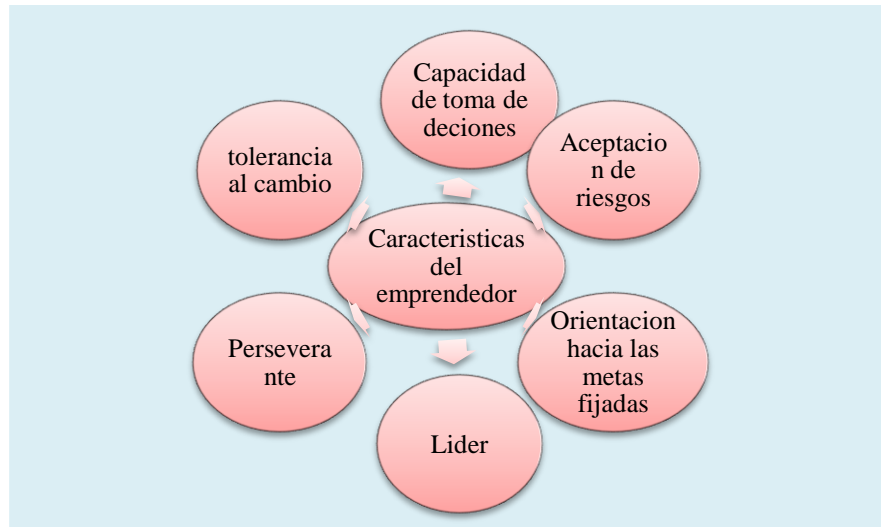 Capacidad
de toma de
deciones
Aceptacio
n de
riesgos
Orientacion
hacia las
metas
fijadas
Lider
Persevera
nte
tolerancia
al cambio
Caracteristicas
del
emprendedor